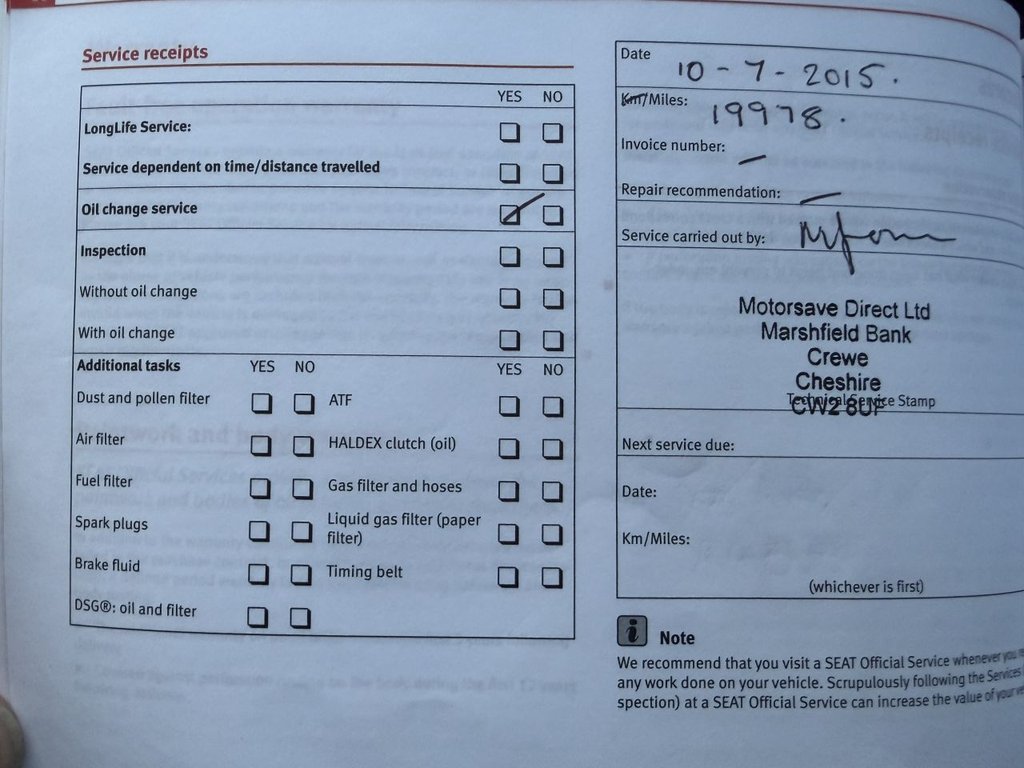 Service receipts
YES NO
LongLife Service:
Service dependent on time/distance travelled
Oil change service
Inspection
Without oil change
With oil change
Additional tasks YES NO YES NO
Dust and pollen filter ATF
Air filter HALDEX clutch (oil)
Fuel filter Gas filter and hoses
Spark plugs Liquid gas filter (paper
filter)
Brake fluid Timing belt
DSG®: oil and filter
Date 10 - 7 - 2015.
Km/Miles: 19978.
Invoice number: –
Repair recommendation: –
Service carried out by:
Motorsave Direct Ltd
Marshfield Bank
Crewe
Cheshire
Technical Service Stamp
CW2 8UF
Next service due:
Date:
Km/Miles:
(whichever is first)
i Note
We recommend that you visit a SEAT Official Service whenever you
any work done on your vehicle. Scrupulously following the Services
spection) at a SEAT Official Service can increase the value of your